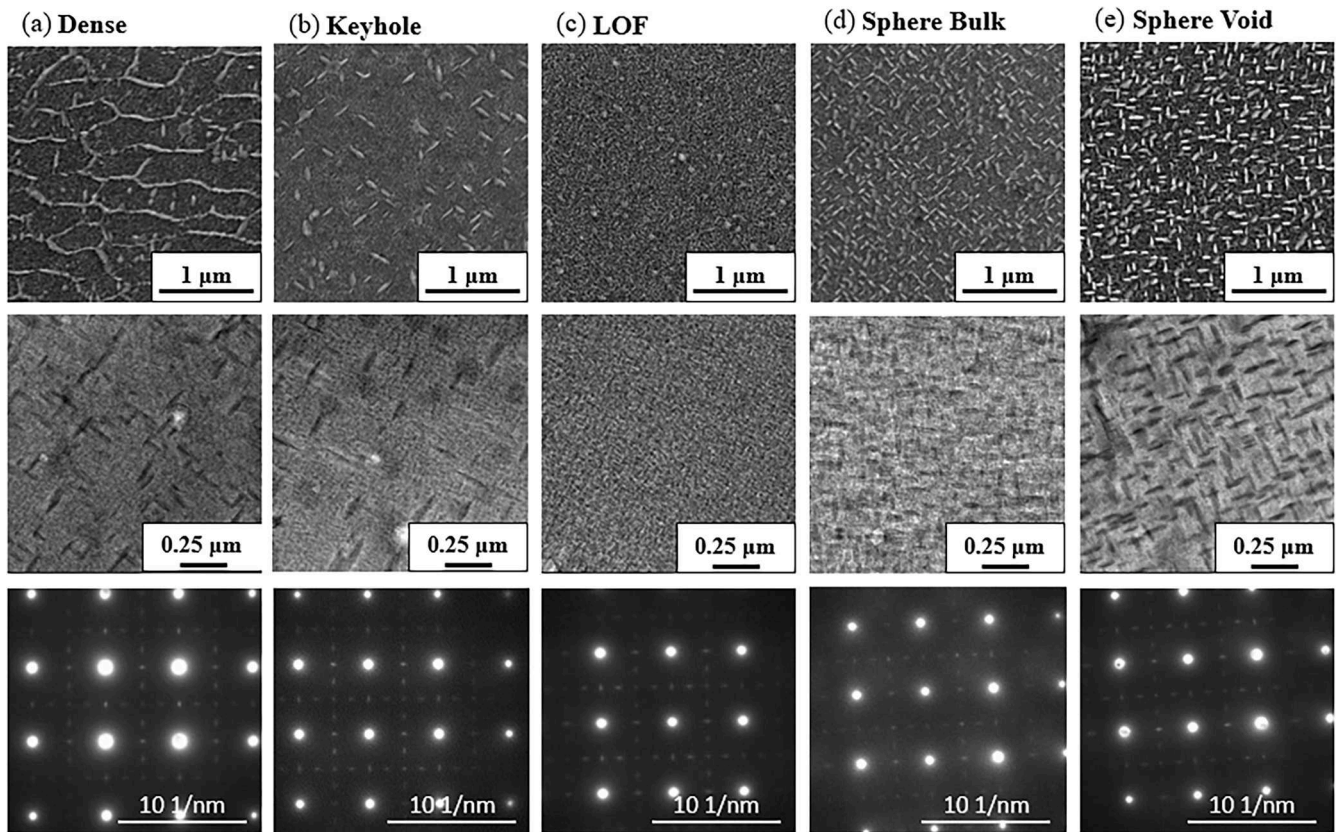 (a) Dense
(b) Keyhole
(c) LOF
(d) Sphere Bulk
(e) Sphere Void
1 μm
1 μm
1 μm
1 μm
1 μm
0.25 μm
0.25 μm
0.25 μm
0.25 μm
0.25 μm
10 1/nm
10 1/nm
10 1/nm
10 1/nm
10 1/nm